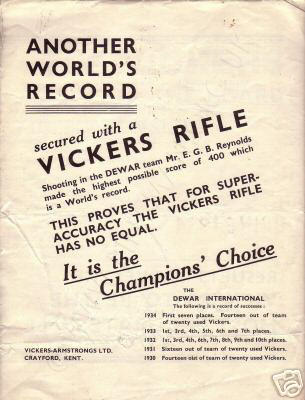 ANOTHER
WORLD'S
RECORD
secured with a
VICKERS RIFLE
Shooting in the DEWAR team Mr. E. G. B. Reynolds
made the highest possible score of 400 which
is a World's record.
THIS PROVES THAT FOR SUPER-
ACCURACY THE VICKERS RIFLE
HAS NO EQUAL.
It is the
Champions' Choice
THE
DEWAR INTERNATIONAL
The following is a record of successes :
1934 First seven places. Fourteen out of team
of twenty used Vickers.
1933 1st, 3rd, 4th, 5th, 6th and 7th places.
1932 1st, 3rd, 4th, 6th, 7th, 8th, 9th and 10th places.
1931 Sixteen out of team of twenty used Vickers.
1930 Fourteen out of team of twenty used Vickers.
VICKERS-ARMSTRONGS LTD.
CRAYFORD, KENT.